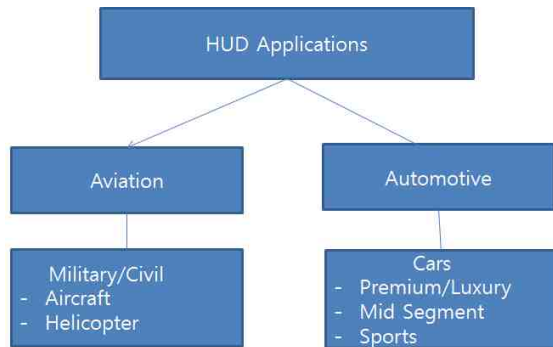 HUD Applications
Aviation
Automotive
Military/Civil
- Aircraft
- Helicopter
Cars
- Premium/Luxury
- Mid Segment
- Sports